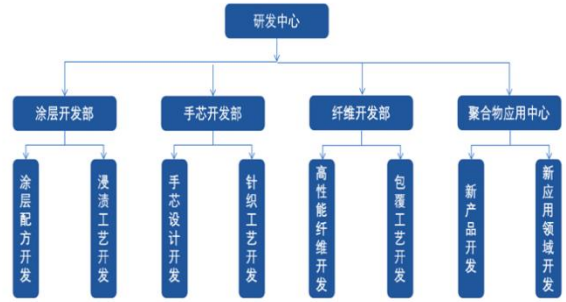 研发中心
涂层开发部
手芯开发部
纤维开发部
聚合物应用中心
涂层配方开发
浸渍工艺开发
手芯设计开发
针织工艺开发
高性能纤维开发
包覆工艺开发
新产品开发
新应用领域开发